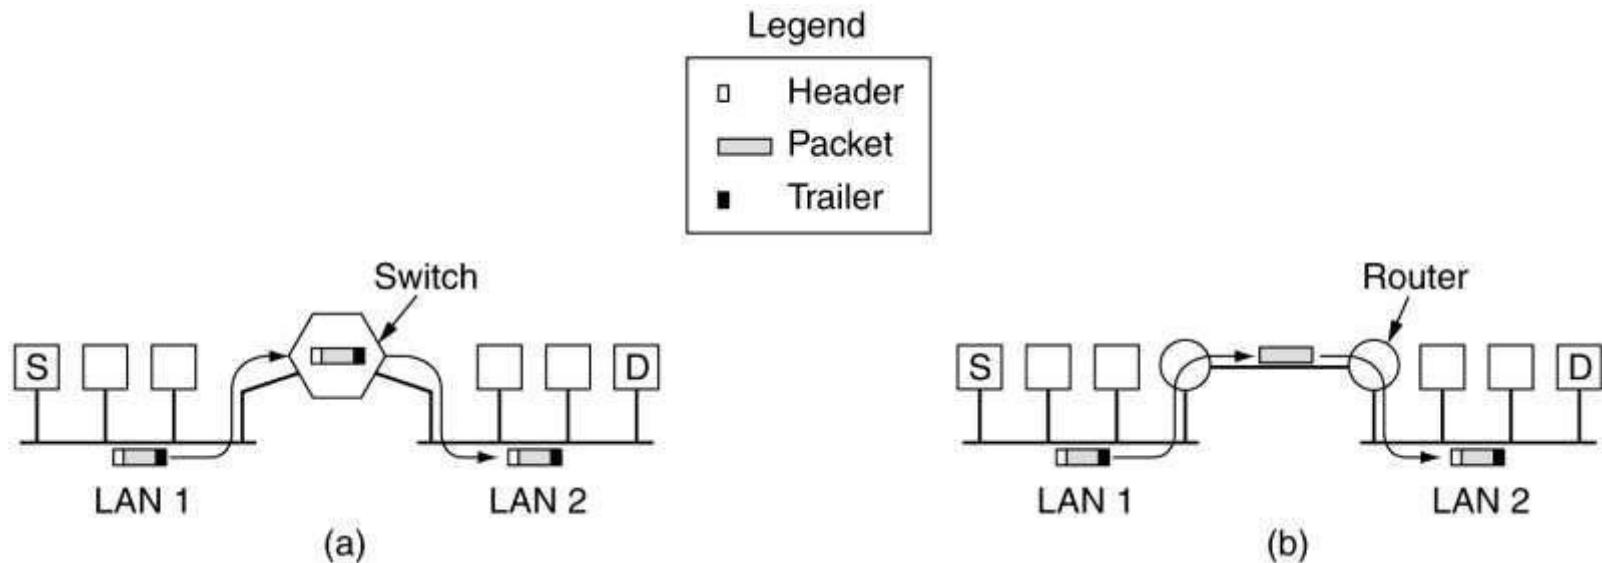 Legend
Header
Packet
Trailer
Switch
S
D
LAN 1
LAN 2
(a)
Router
S
D
LAN 1
LAN 2
(b)